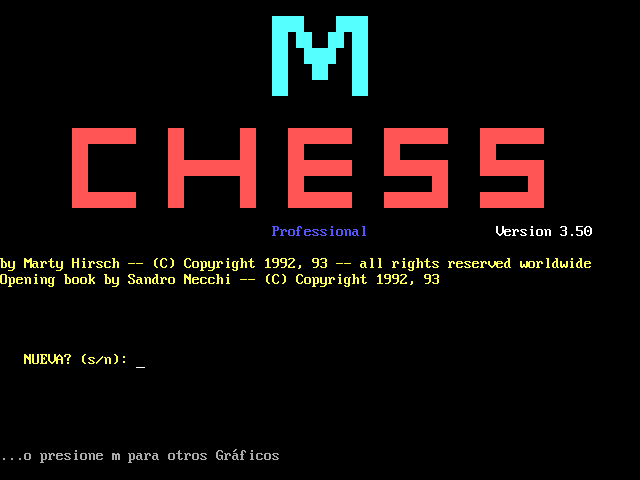 M
CHESS
Professional Version 3.50
by Marty Hirsch -- (C) Copyright 1992, 93 -- all rights reserved worldwide
Opening book by Sandro Necchi -- (C) Copyright 1992, 93
NUEVA? (s/n): _
...o presione m para otros Gráficos